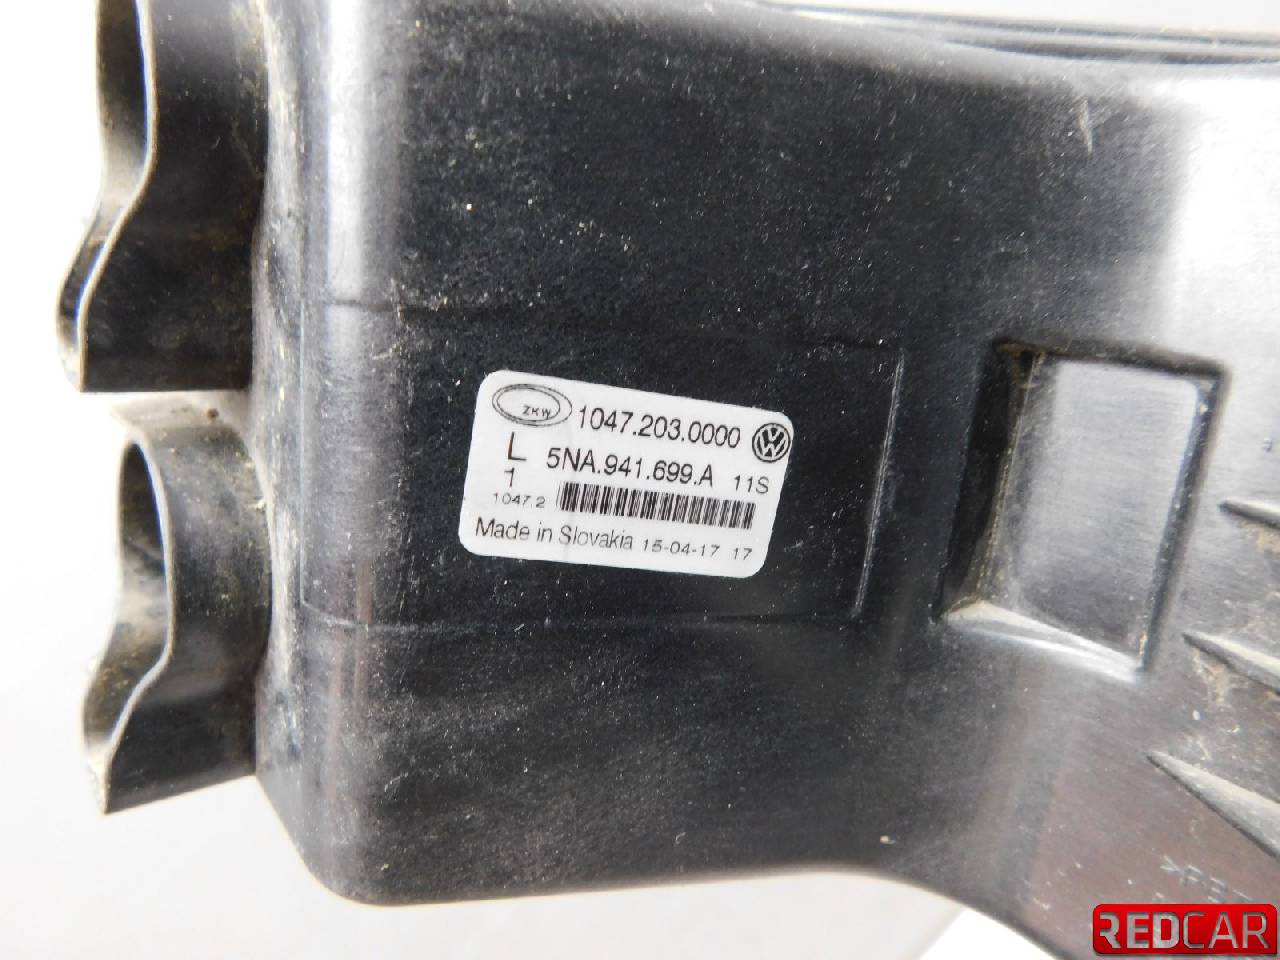 ZKW 1047.203.0000
L 5NA.941.699.A 11S
1
1047.2
Made in Slovakia 15-04-17 17
REDCAR